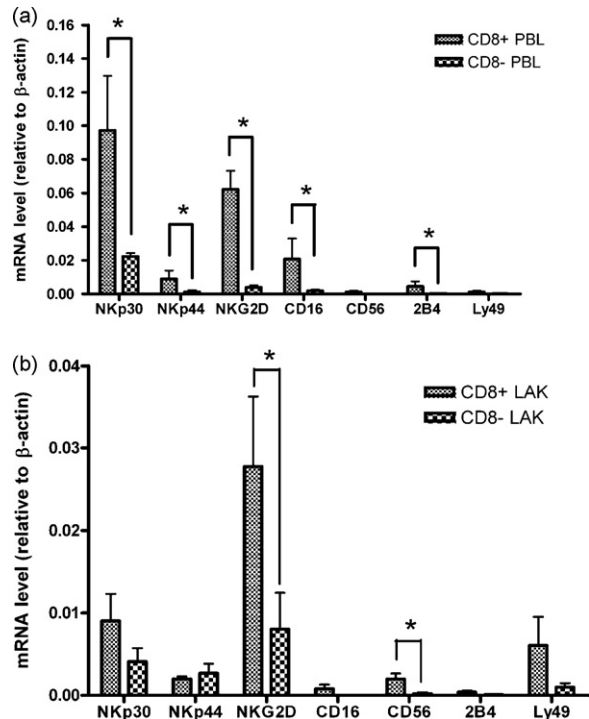 (a)
mRNA level (relative to β-actin)
0.16
0.14
0.12
0.10
0.08
0.06
0.04
0.02
0.00
*
*
*
*
*
CD8+ PBL
CD8- PBL
NKp30 NKp44 NKG2D CD16 CD56 2B4 Ly49
(b)
mRNA level (relative to β-actin)
0.04
0.03
0.02
0.01
0.00
*
*
CD8+ LAK
CD8- LAK
NKp30 NKp44 NKG2D CD16 CD56 2B4 Ly49